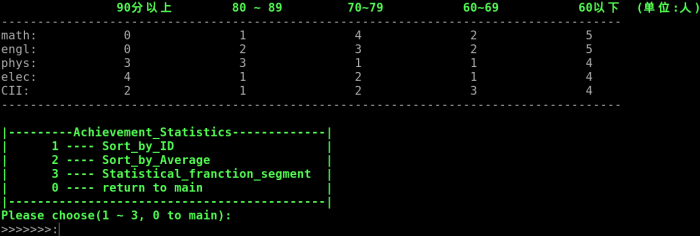 90分以上 80 ~ 89 70~79 60~69 60以下 (单位:人)
-------------------------------------------------------------------------------------
math: 0 1 4 2 5
engl: 0 2 3 2 5
phys: 3 3 1 1 4
elec: 4 1 2 1 4
CII: 2 1 2 3 4
-------------------------------------------------------------------------------------
|---------Achievement_Statistics-------------|
| 1 ---- Sort_by_ID |
| 2 ---- Sort_by_Average |
| 3 ---- Statistical_franction_segment |
| 0 ---- return to main |
|--------------------------------------------|
Please choose(1 ~ 3, 0 to main):
>>>>>>>: